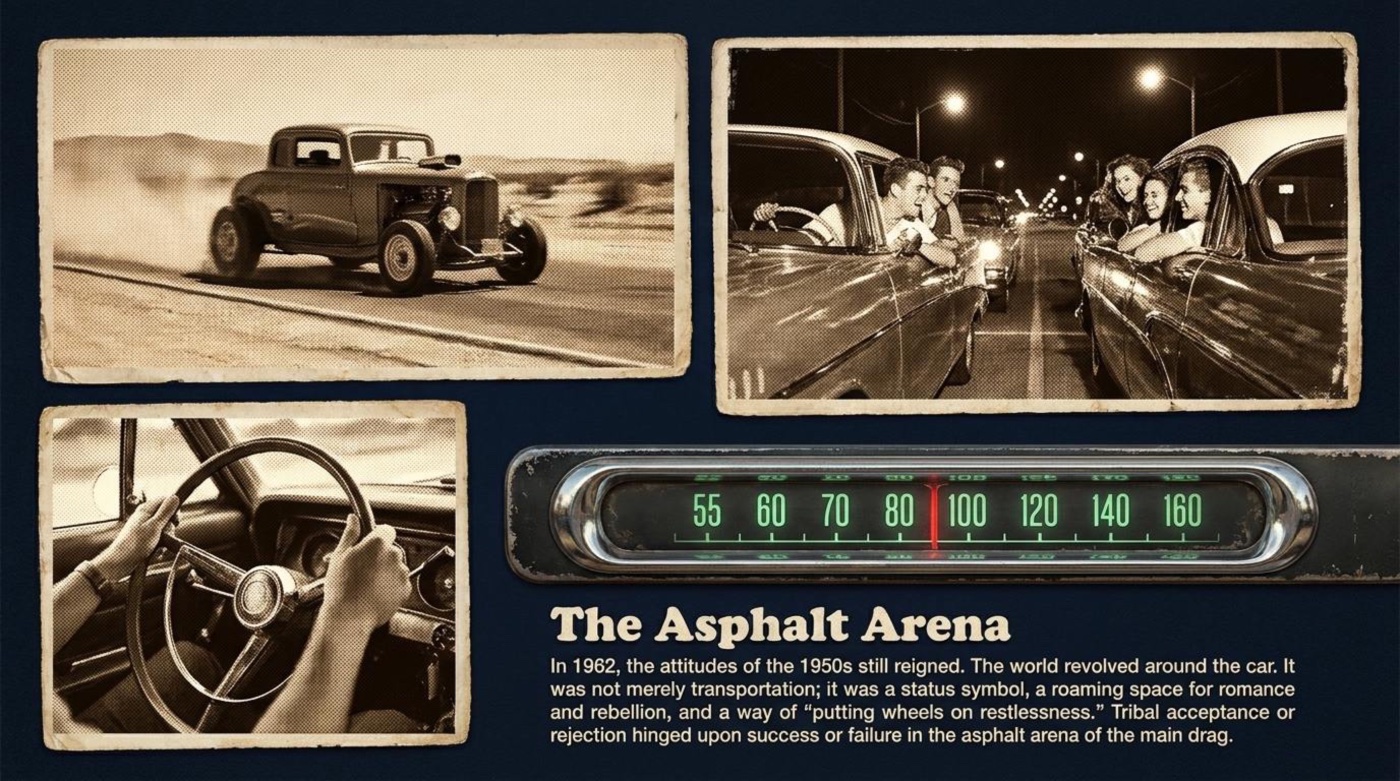 55 60 70 80 100 120 140 160
The Asphalt Arena
In 1962, the attitudes of the 1950s still reigned. The world revolved around the car. It
was not merely transportation; it was a status symbol, a roaming space for romance
and rebellion, and a way of “putting wheels on restlessness.” Tribal acceptance or
rejection hinged upon success or failure in the asphalt arena of the main drag.